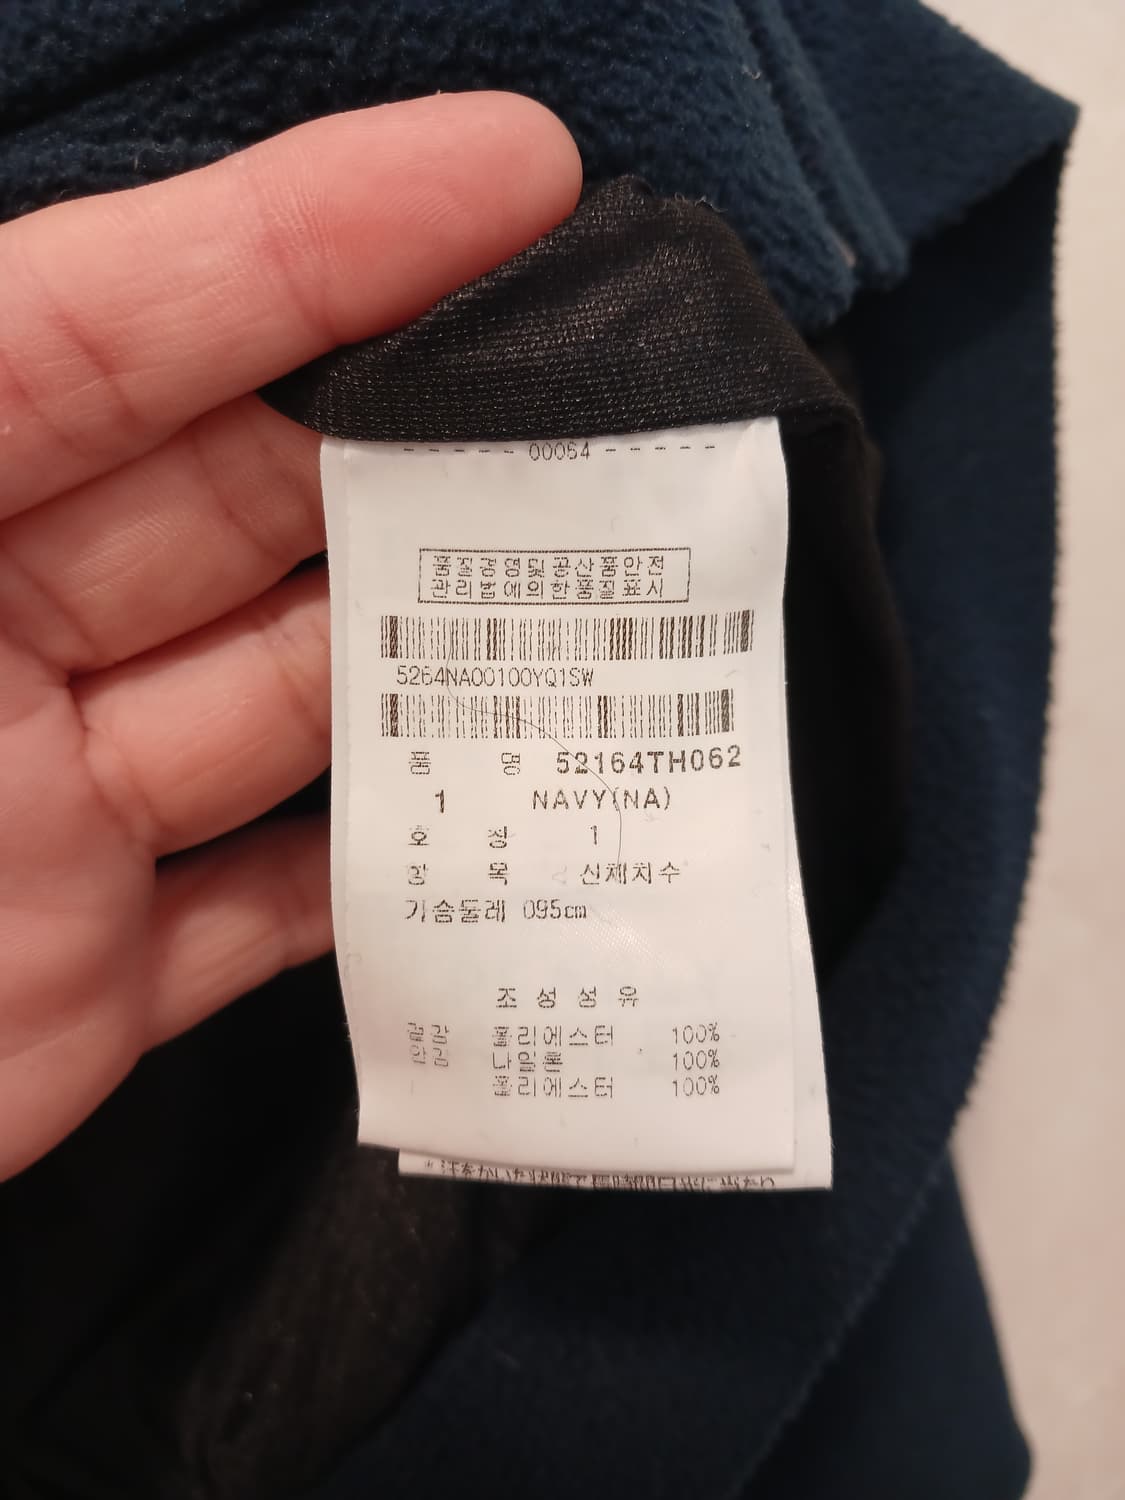 - - - - - 00064 - - - - -
품질경영및공산품안전
관리법에의한품질표시
5264NA00100YQ1SW
품 명 52164TH062
1 NAVY(NA)
호 칭 1
항 목 신체치수
가슴둘레 095cm
조 성 섬 유
겉감 폴리에스터 100%
안감 나일론 100%
폴리에스터 100%